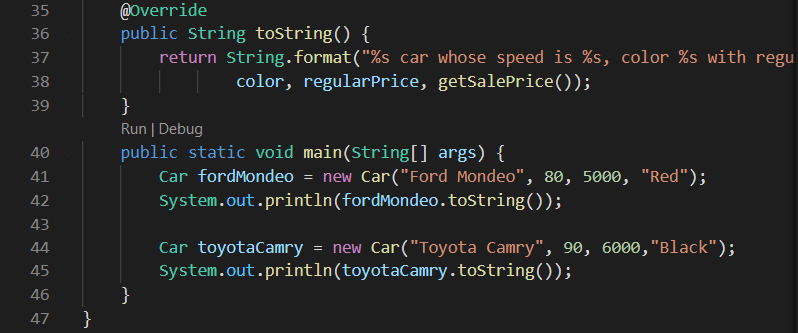 35 @Override
36 public String toString() {
37 return String.format("%s car whose speed is %s, color %s with regu
38 color, regularPrice, getSalePrice());
39 }
Run | Debug
40 public static void main(String[] args) {
41 Car fordMondeo = new Car("Ford Mondeo", 80, 5000, "Red");
42 System.out.println(fordMondeo.toString());
43
44 Car toyotaCamry = new Car("Toyota Camry", 90, 6000,"Black");
45 System.out.println(toyotaCamry.toString());
46 }
47 }